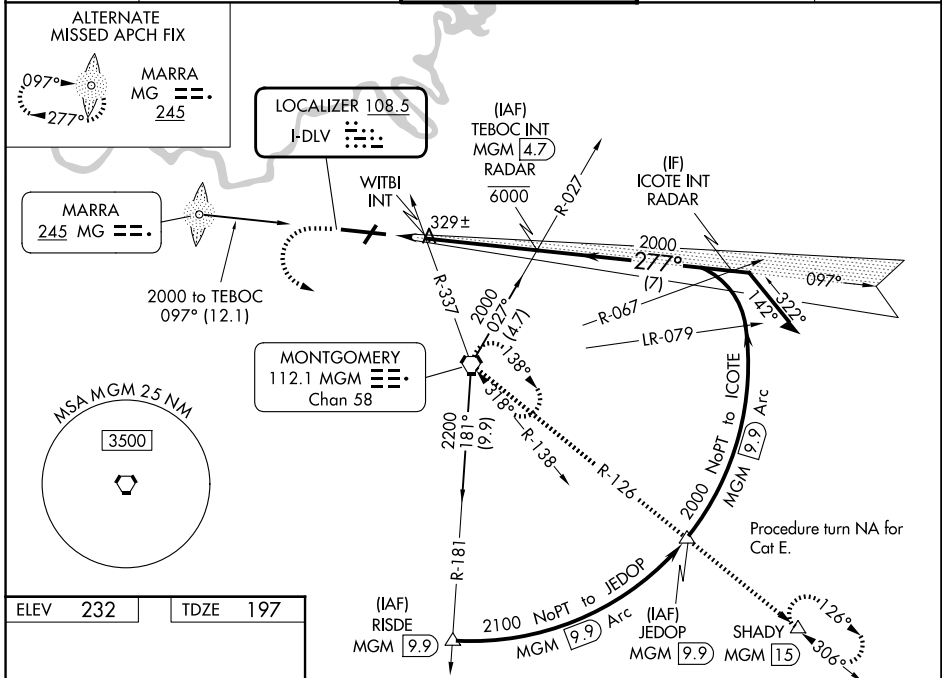 ALTERNATE
MISSED APCH FIX
097°
277°
MARRA
MG
245
LOCALIZER 108.5
I-DLV
(IAF)
TEBOC INT
MGM 4.7
RADAR
6000
R-027
(IF)
ICOTE INT
RADAR
WITBI
INT
329±
MARRA
245 MG
2000 to TEBOC
097° (12.1)
2000
277°
(7)
097°
R-067
142°
322°
LR-079
R-337
2000
027°
(4.7)
MONTGOMERY
112.1 MGM
Chan 58
138°
318°
R-138
R-126
2200
181°
(9.9)
R-181
MSA MGM 25 NM
3500
2000 NoPT to ICOTE
MGM 9.9 Arc
Procedure turn NA for
Cat E.
ELEV 232
TDZE 197
(IAF)
RISDE
MGM 9.9
2100 NoPT to JEDOP
MGM 9.9 Arc
(IAF)
JEDOP
MGM 9.9
SHADY
MGM 15
126°
306°